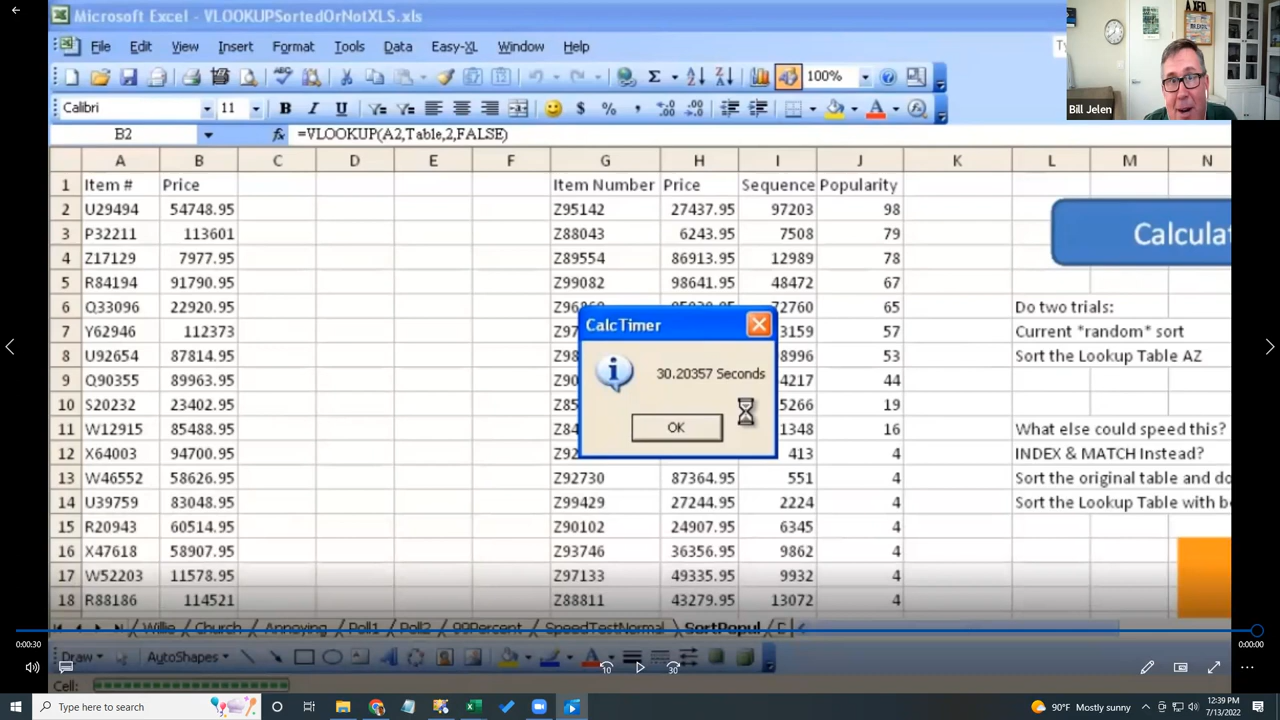 Microsoft Excel - VLOOKUPSortedOrNotXLS.xls
File Edit View Insert Format Tools Data Easy-XL Window Help
Ty
A XFO
Bill Jelen
100%
Calibri 11 B I U $ % ,
B2 fx =VLOOKUP(A2,Table,2,FALSE)
A B C D E F G H I J K L M N
1 Item # Price Item Number Price Sequence Popularity
2 U29494 54748.95 Z95142 27437.95 97203 98
Calculat
3 P32211 113601 Z88043 6243.95 7508 79
4 Z17129 7977.95 Z89554 86913.95 12989 78
5 R84194 91790.95 Z99082 98641.95 48472 67
6 Q33096 22920.95 72760 65 Do two trials:
7 Y62946 112373 Z97 3159 57 Current *random* sort
8 U92654 87814.95 Z98 8996 53 Sort the Lookup Table AZ
9 Q90355 89963.95 Z90 4217 44
10 S20232 23402.95 Z85 5266 19
11 W12915 85488.95 Z84 1348 16 What else could speed this?
12 X64003 94700.95 Z92 413 4 INDEX & MATCH Instead?
13 W46552 58626.95 Z92730 87364.95 551 4 Sort the original table and do
14 U39759 83048.95 Z99429 27244.95 2224 4 Sort the Lookup Table with be
15 R20943 60514.95 Z90102 24907.95 6345 4
16 X47618 58907.95 Z93746 36356.95 9862 4
17 W52203 11578.95 Z97133 49335.95 9932 4
18 R88186 114521 Z88811 43279.95 13072 4
CalcTimer
30.20357 Seconds
OK
Willie Church Annoying Poll1 Poll2 99Percent SpeedTestNormal SortPopul D
0:00:30 0:00:00
Draw AutoShapes
10 30
Cell:
Type here to search
90°F Mostly sunny
12:39 PM
7/13/2022